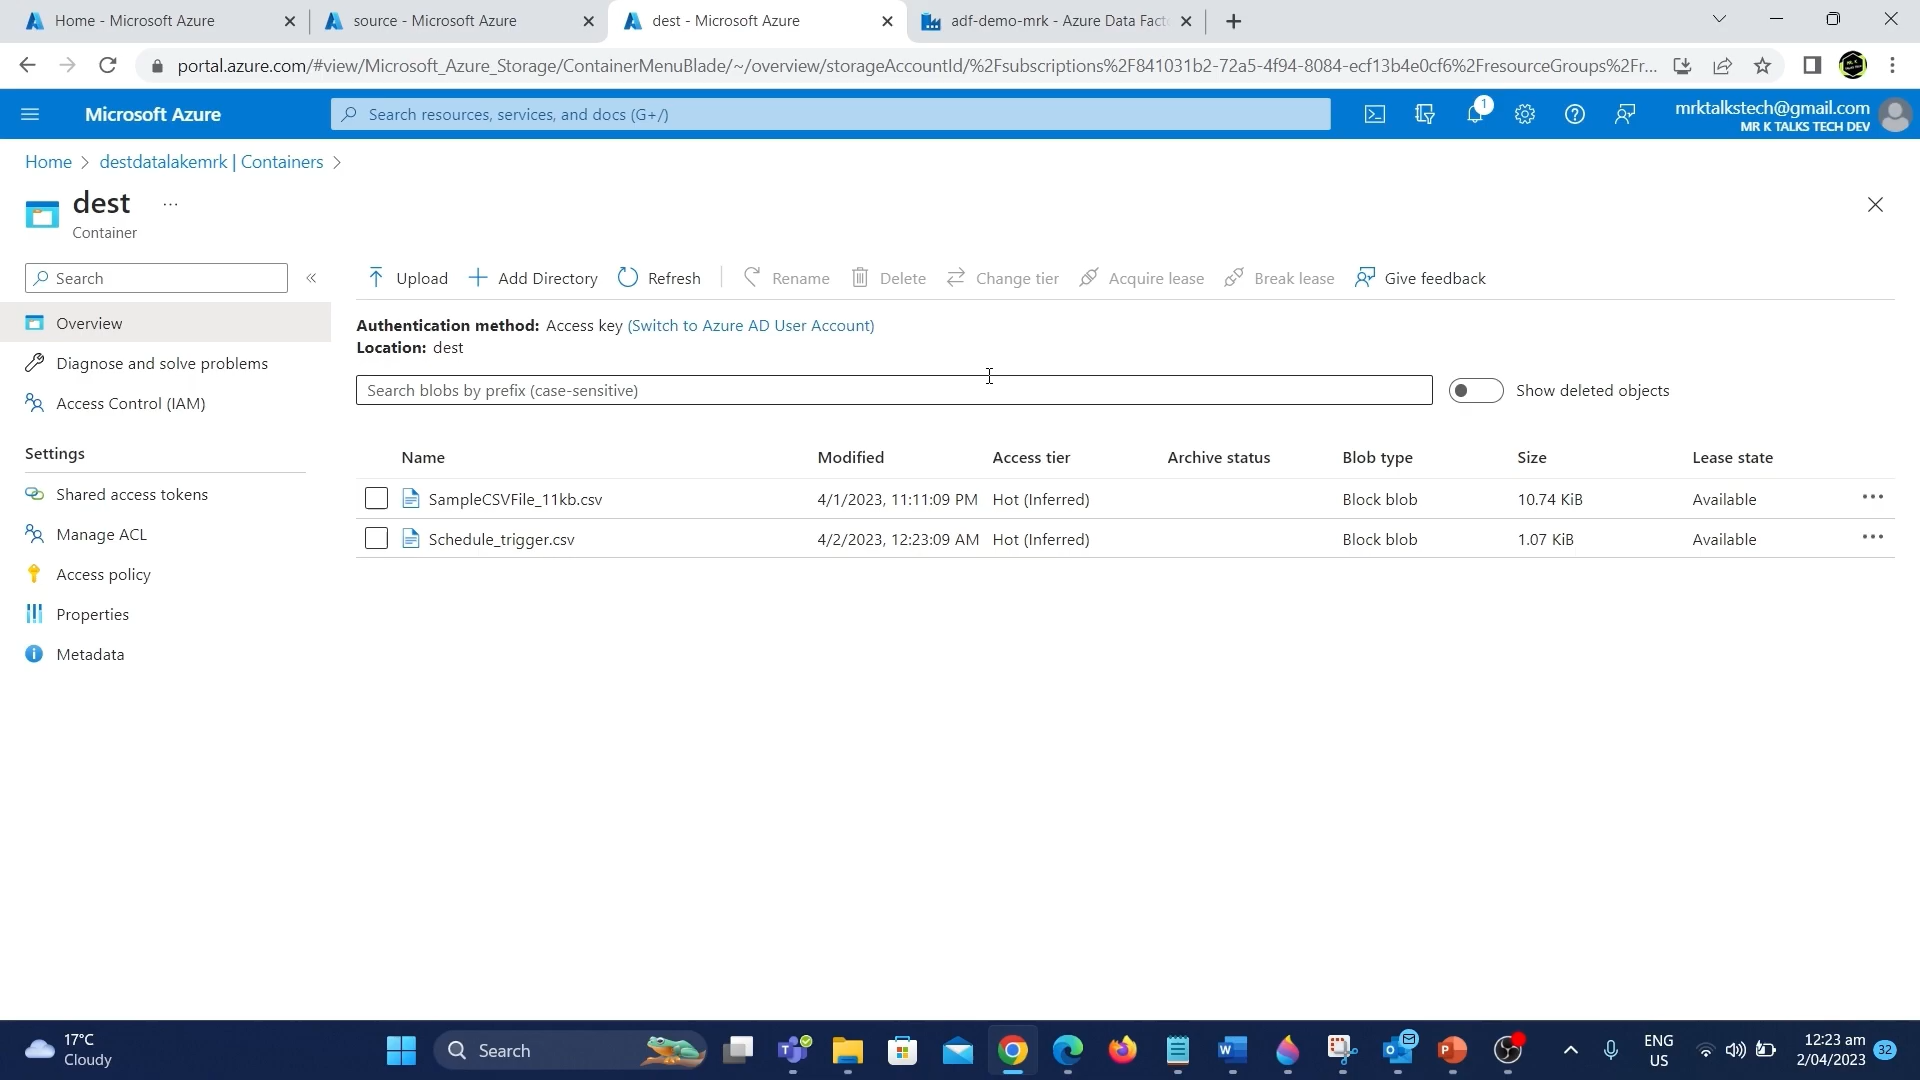 Home - Microsoft Azure
source - Microsoft Azure
dest - Microsoft Azure
adf-demo-mrk - Azure Data Facto
portal.azure.com/#view/Microsoft_Azure_Storage/ContainerMenuBlade/~/overview/storageAccountId/%2Fsubscriptions%2F841031b2-72a5-4f94-8084-ecf13b4e0cf6%2FresourceGroups%2Fr...
Microsoft Azure
Search resources, services, and docs (G+/)
1
mrktalkstech@gmail.com
MR K TALKS TECH DEV
Home > destdatalakemrk | Containers >
dest ...
Container
Search
«
Upload
Add Directory
Refresh
Rename
Delete
Change tier
Acquire lease
Break lease
Give feedback
Overview
Diagnose and solve problems
Access Control (IAM)
Settings
Shared access tokens
Manage ACL
Access policy
Properties
Metadata
Authentication method: Access key (Switch to Azure AD User Account)
Location: dest
Search blobs by prefix (case-sensitive)
Show deleted objects
Name Modified Access tier Archive status Blob type Size Lease state
SampleCSVFile_11kb.csv 4/1/2023, 11:11:09 PM Hot (Inferred) Block blob 10.74 KiB Available ...
Schedule_trigger.csv 4/2/2023, 12:23:09 AM Hot (Inferred) Block blob 1.07 KiB Available ...
17°C
Cloudy
Search
ENG
US
12:23 am
2/04/2023
32